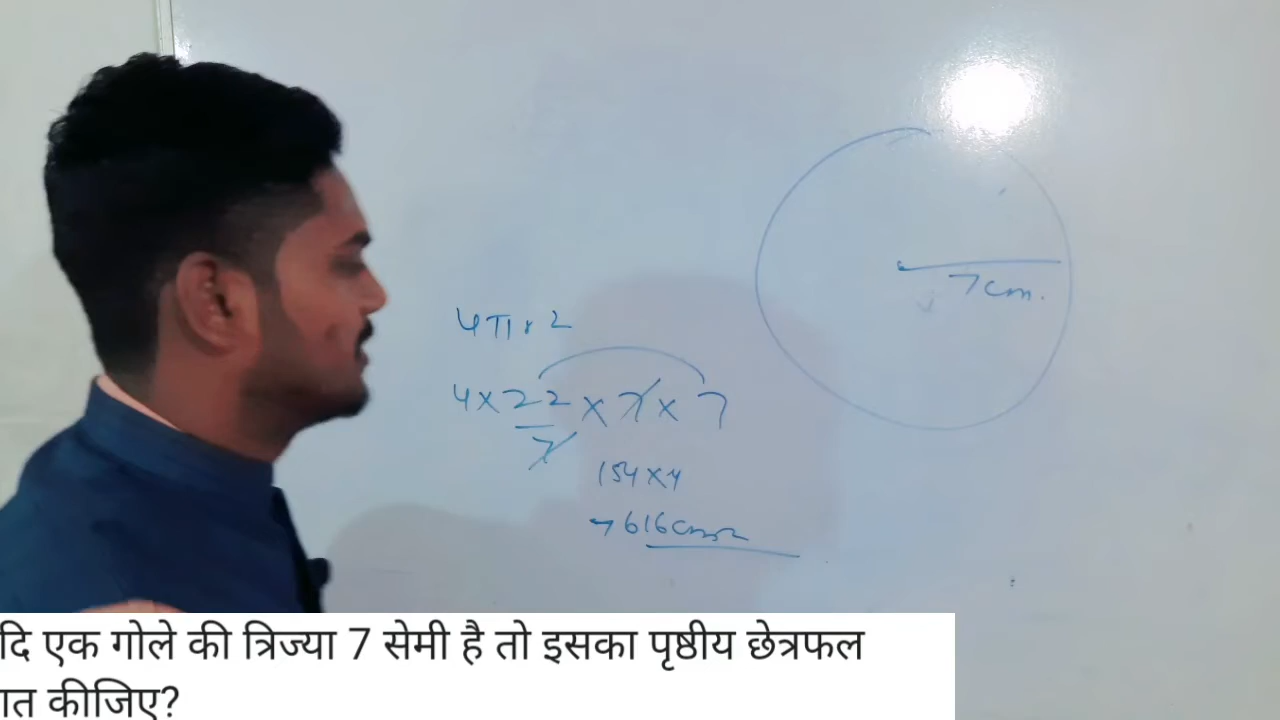 7cm.
4πr2
4×22×7×7
7
154×4
→616cm2
दि एक गोले की त्रिज्या 7 सेमी है तो इसका पृष्ठीय छेत्रफल
ात कीजिए?